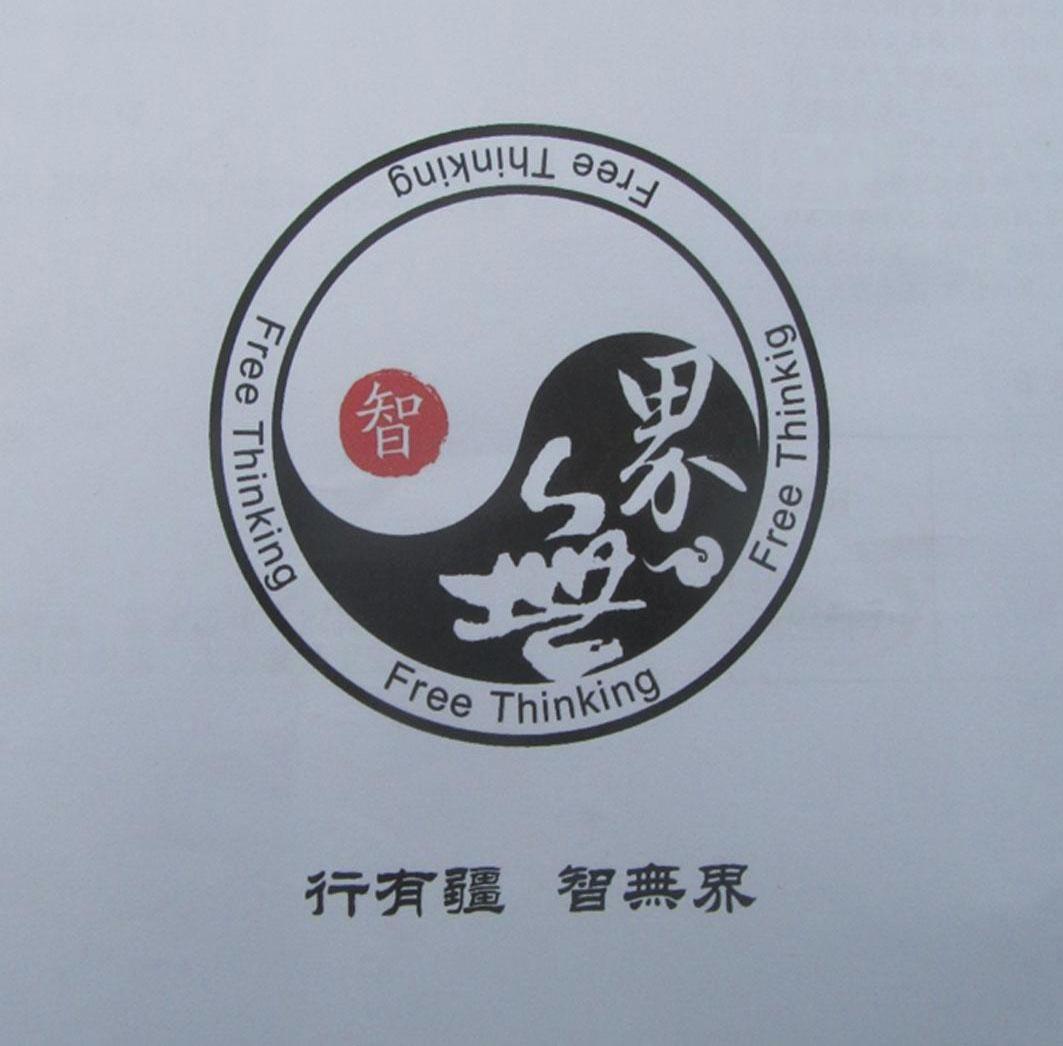 Free Thinking
Free Thinkig
Free Thinking
Free Thinking
智
無
界
行有疆 智無界